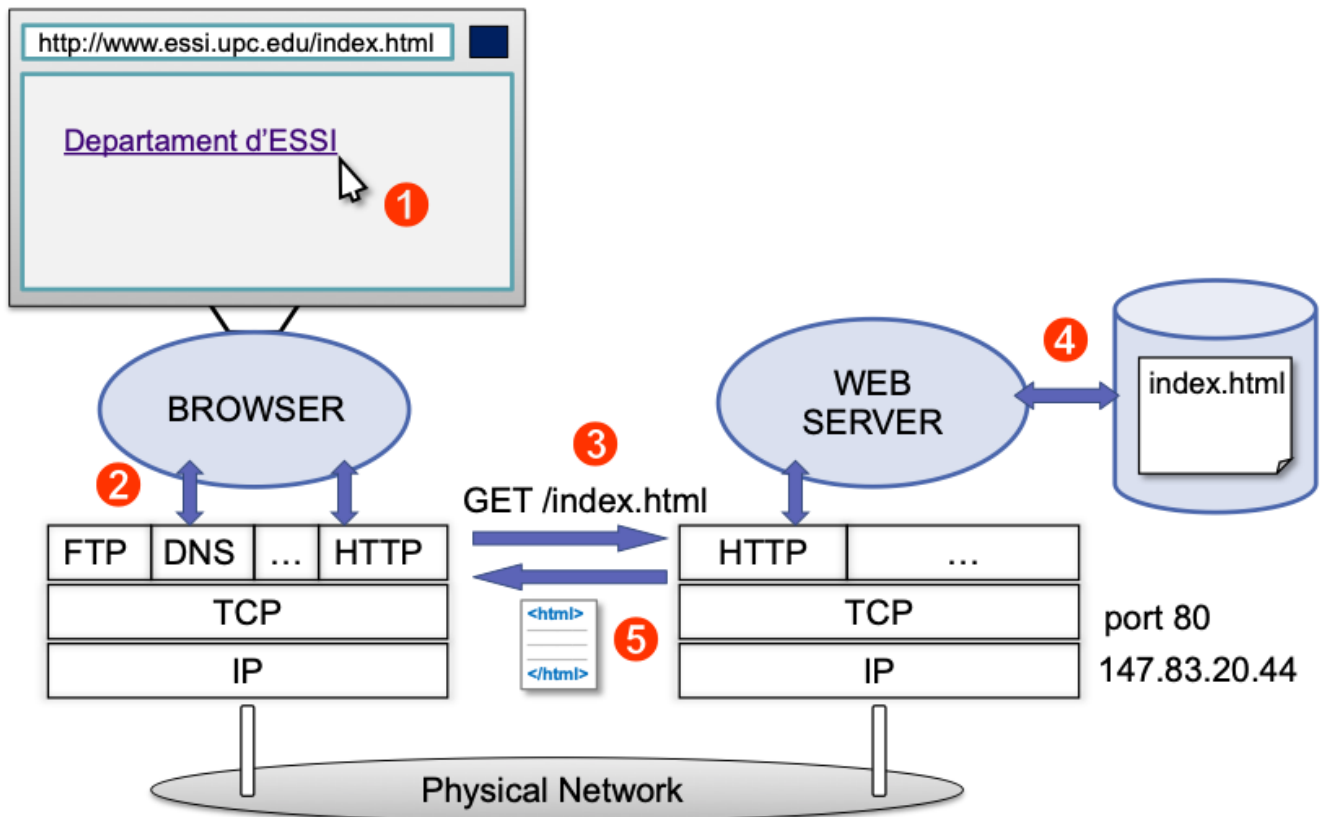 http://www.essi.upc.edu/index.html
Departament d'ESSI
1
BROWSER
2
3
GET /index.html
WEB
SERVER
4
index.html
FTP DNS ... HTTP
TCP
IP
<html>
</html>
5
HTTP ...
TCP
IP
port 80
147.83.20.44
Physical Network